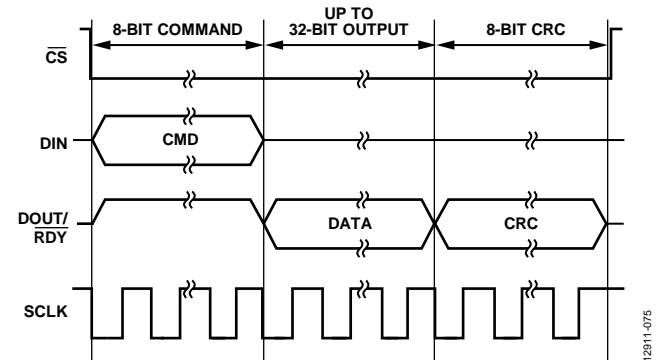 UP TO
8-BIT COMMAND 32-BIT OUTPUT 8-BIT CRC
CS
DIN CMD
DOUT/
RDY DATA CRC
SCLK
12911-075